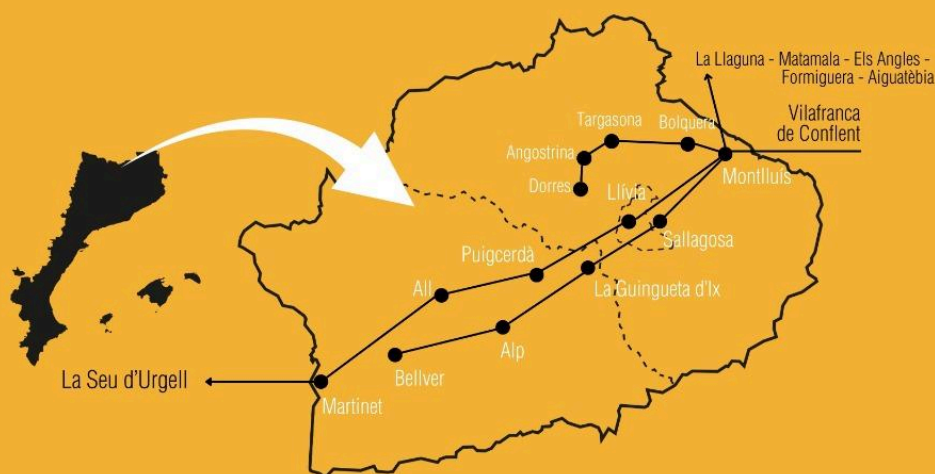 La Llaguna - Matamala - Els Angles -
Formiguera - Aiguatèbia
Vilafranca
de Conflent
Targasona
Bolquera
Angostrina
Montlluís
Dorres
Llívia
Sallagosa
Puigcerdà
La Guingueta d'Ix
All
Alp
La Seu d'Urgell
Bellver
Martinet